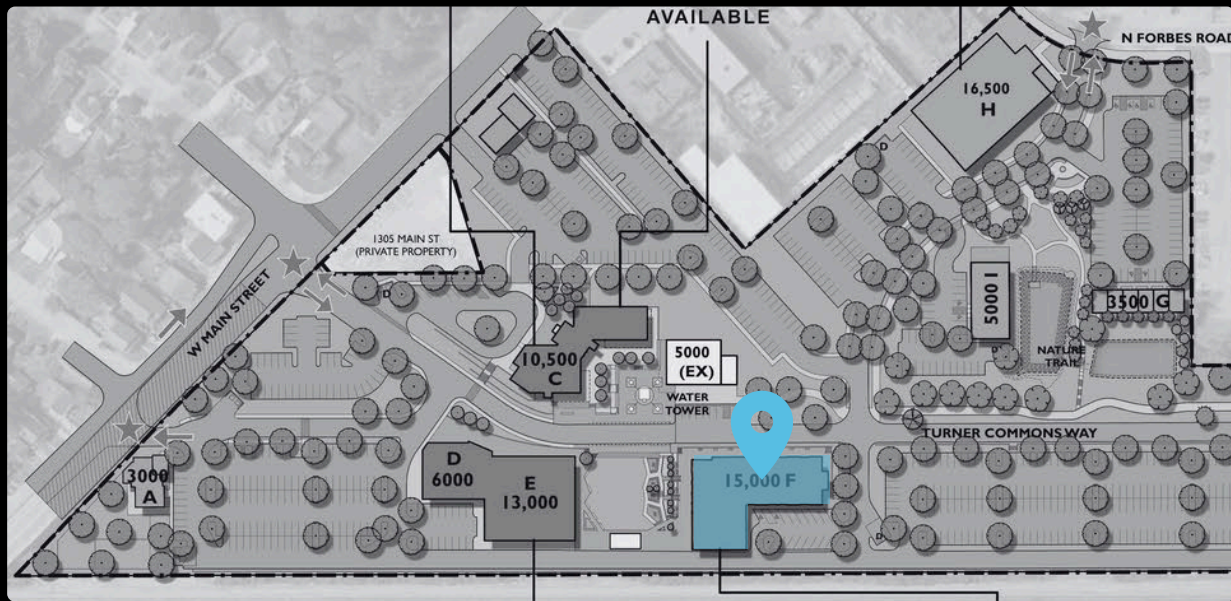 AVAILABLE
N FORBES ROAD
16,500
H
D
1305 MAIN ST
(PRIVATE PROPERTY)
D
W MAIN STREET
5000 I
3500 G
10,500
C
5000
(EX)
D
NATURE
TRAIL
WATER
TOWER
TURNER COMMONS WAY
3000
A
D
6000
E
13,000
15,000 F
D